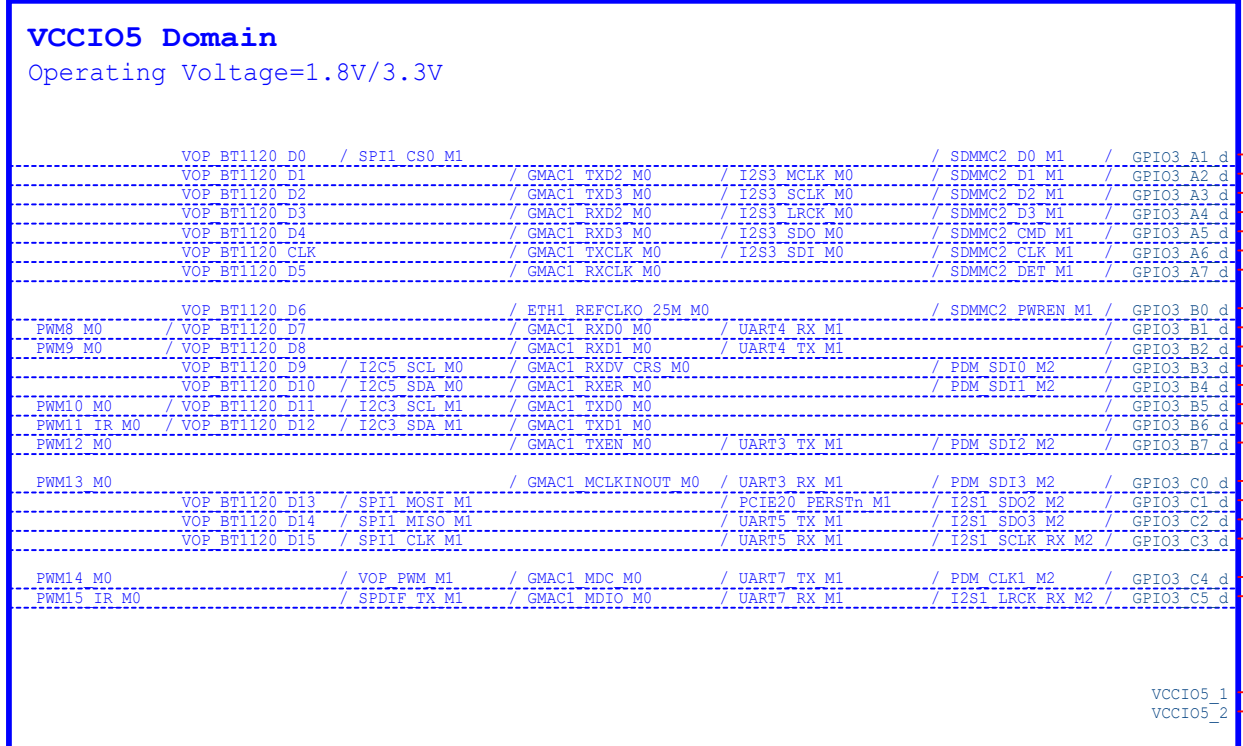 VCCIO5 Domain
Operating Voltage=1.8V/3.3V
VOP_BT1120_D0 / SPI1_CS0_M1 / SDMMC2_D0_M1 / GPIO3_A1_d
VOP_BT1120_D1 / GMAC1_TXD2_M0 / I2S3_MCLK_M0 / SDMMC2_D1_M1 / GPIO3_A2_d
VOP_BT1120_D2 / GMAC1_TXD3_M0 / I2S3_SCLK_M0 / SDMMC2_D2_M1 / GPIO3_A3_d
VOP_BT1120_D3 / GMAC1_RXD2_M0 / I2S3_LRCK_M0 / SDMMC2_D3_M1 / GPIO3_A4_d
VOP_BT1120_D4 / GMAC1_RXD3_M0 / I2S3_SDO_M0 / SDMMC2_CMD_M1 / GPIO3_A5_d
VOP_BT1120_CLK / GMAC1_TXCLK_M0 / I2S3_SDI_M0 / SDMMC2_CLK_M1 / GPIO3_A6_d
VOP_BT1120_D5 / GMAC1_RXCLK_M0 / SDMMC2_DET_M1 / GPIO3_A7_d
VOP_BT1120_D6 / ETH1_REFCLKO_25M_M0 / SDMMC2_PWREN_M1 / GPIO3_B0_d
PWM8_M0 / VOP_BT1120_D7 / GMAC1_RXD0_M0 / UART4_RX_M1 / GPIO3_B1_d
PWM9_M0 / VOP_BT1120_D8 / GMAC1_RXD1_M0 / UART4_TX_M1 / GPIO3_B2_d
VOP_BT1120_D9 / I2C5_SCL_M0 / GMAC1_RXDV_CRS_M0 / PDM_SDI0_M2 / GPIO3_B3_d
VOP_BT1120_D10 / I2C5_SDA_M0 / GMAC1_RXER_M0 / PDM_SDI1_M2 / GPIO3_B4_d
PWM10_M0 / VOP_BT1120_D11 / I2C3_SCL_M1 / GMAC1_TXD0_M0 / GPIO3_B5_d
PWM11_IR_M0 / VOP_BT1120_D12 / I2C3_SDA_M1 / GMAC1_TXD1_M0 / GPIO3_B6_d
PWM12_M0 / GMAC1_TXEN_M0 / UART3_TX_M1 / PDM_SDI2_M2 / GPIO3_B7_d
PWM13_M0 / GMAC1_MCLKINOUT_M0 / UART3_RX_M1 / PDM_SDI3_M2 / GPIO3_C0_d
VOP_BT1120_D13 / SPI1_MOSI_M1 / PCIE20_PERSTn_M1 / I2S1_SDO2_M2 / GPIO3_C1_d
VOP_BT1120_D14 / SPI1_MISO_M1 / UART5_TX_M1 / I2S1_SDO3_M2 / GPIO3_C2_d
VOP_BT1120_D15 / SPI1_CLK_M1 / UART5_RX_M1 / I2S1_SCLK_RX_M2 / GPIO3_C3_d
PWM14_M0 / VOP_PWM_M1 / GMAC1_MDC_M0 / UART7_TX_M1 / PDM_CLK1_M2 / GPIO3_C4_d
PWM15_IR_M0 / SPDIF_TX_M1 / GMAC1_MDIO_M0 / UART7_RX_M1 / I2S1_LRCK_RX_M2 / GPIO3_C5_d
VCCIO5_1
VCCIO5_2